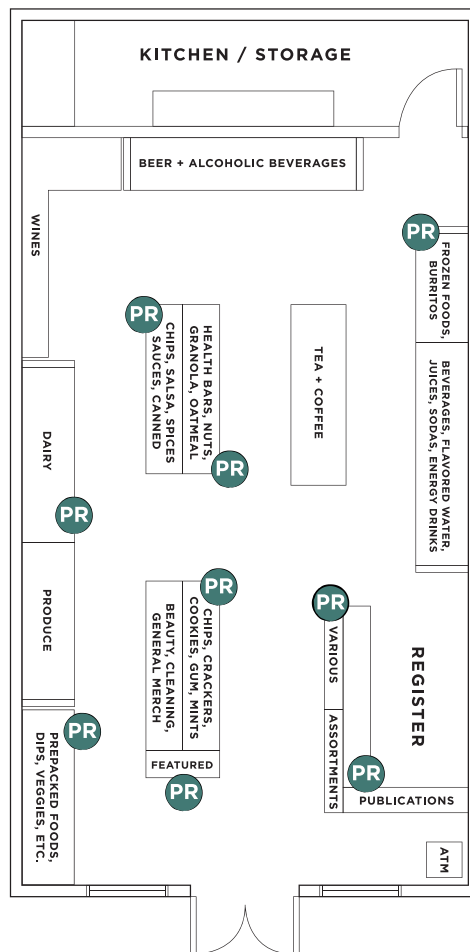 KITCHEN / STORAGE
BEER + ALCOHOLIC BEVERAGES
WINES
PR
FROZEN FOODS,
BURRITOS
PR
CHIPS, SALSA, SPICES
SAUCES, CANNED
HEALTH BARS, NUTS,
GRANOLA, OATMEAL
PR
TEA + COFFEE
BEVERAGES, FLAVORED WATER,
JUICES, SODAS, ENERGY DRINKS
DAIRY
PR
PRODUCE
PR
CHIPS, CRACKERS,
COOKIES, GUM, MINTS
BEAUTY, CLEANING,
GENERAL MERCH
FEATURED
PR
PR
VARIOUS
ASSORTMENTS
REGISTER
PR
PUBLICATIONS
PR
PREPACKED FOODS,
DIPS, VEGGIES, ETC.
ATM